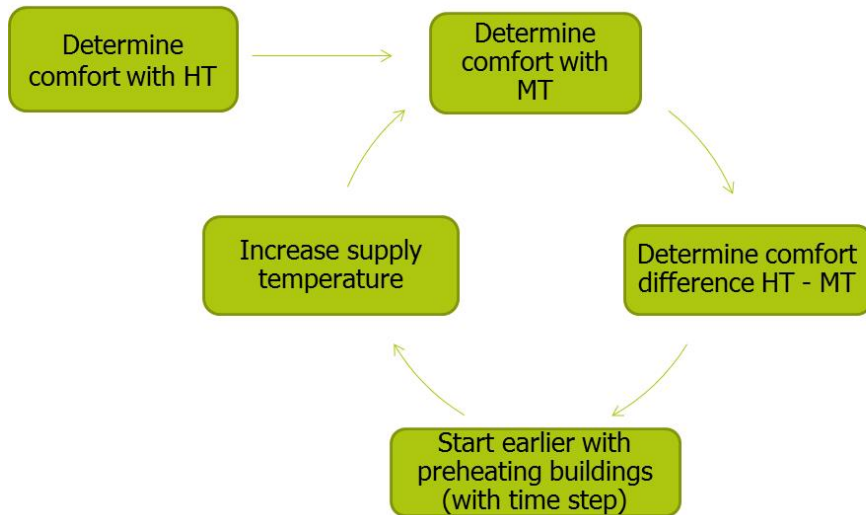 Determine
comfort with HT
Determine
comfort with
MT
Increase supply
temperature
Determine comfort
difference HT - MT
Start earlier with
preheating buildings
(with time step)